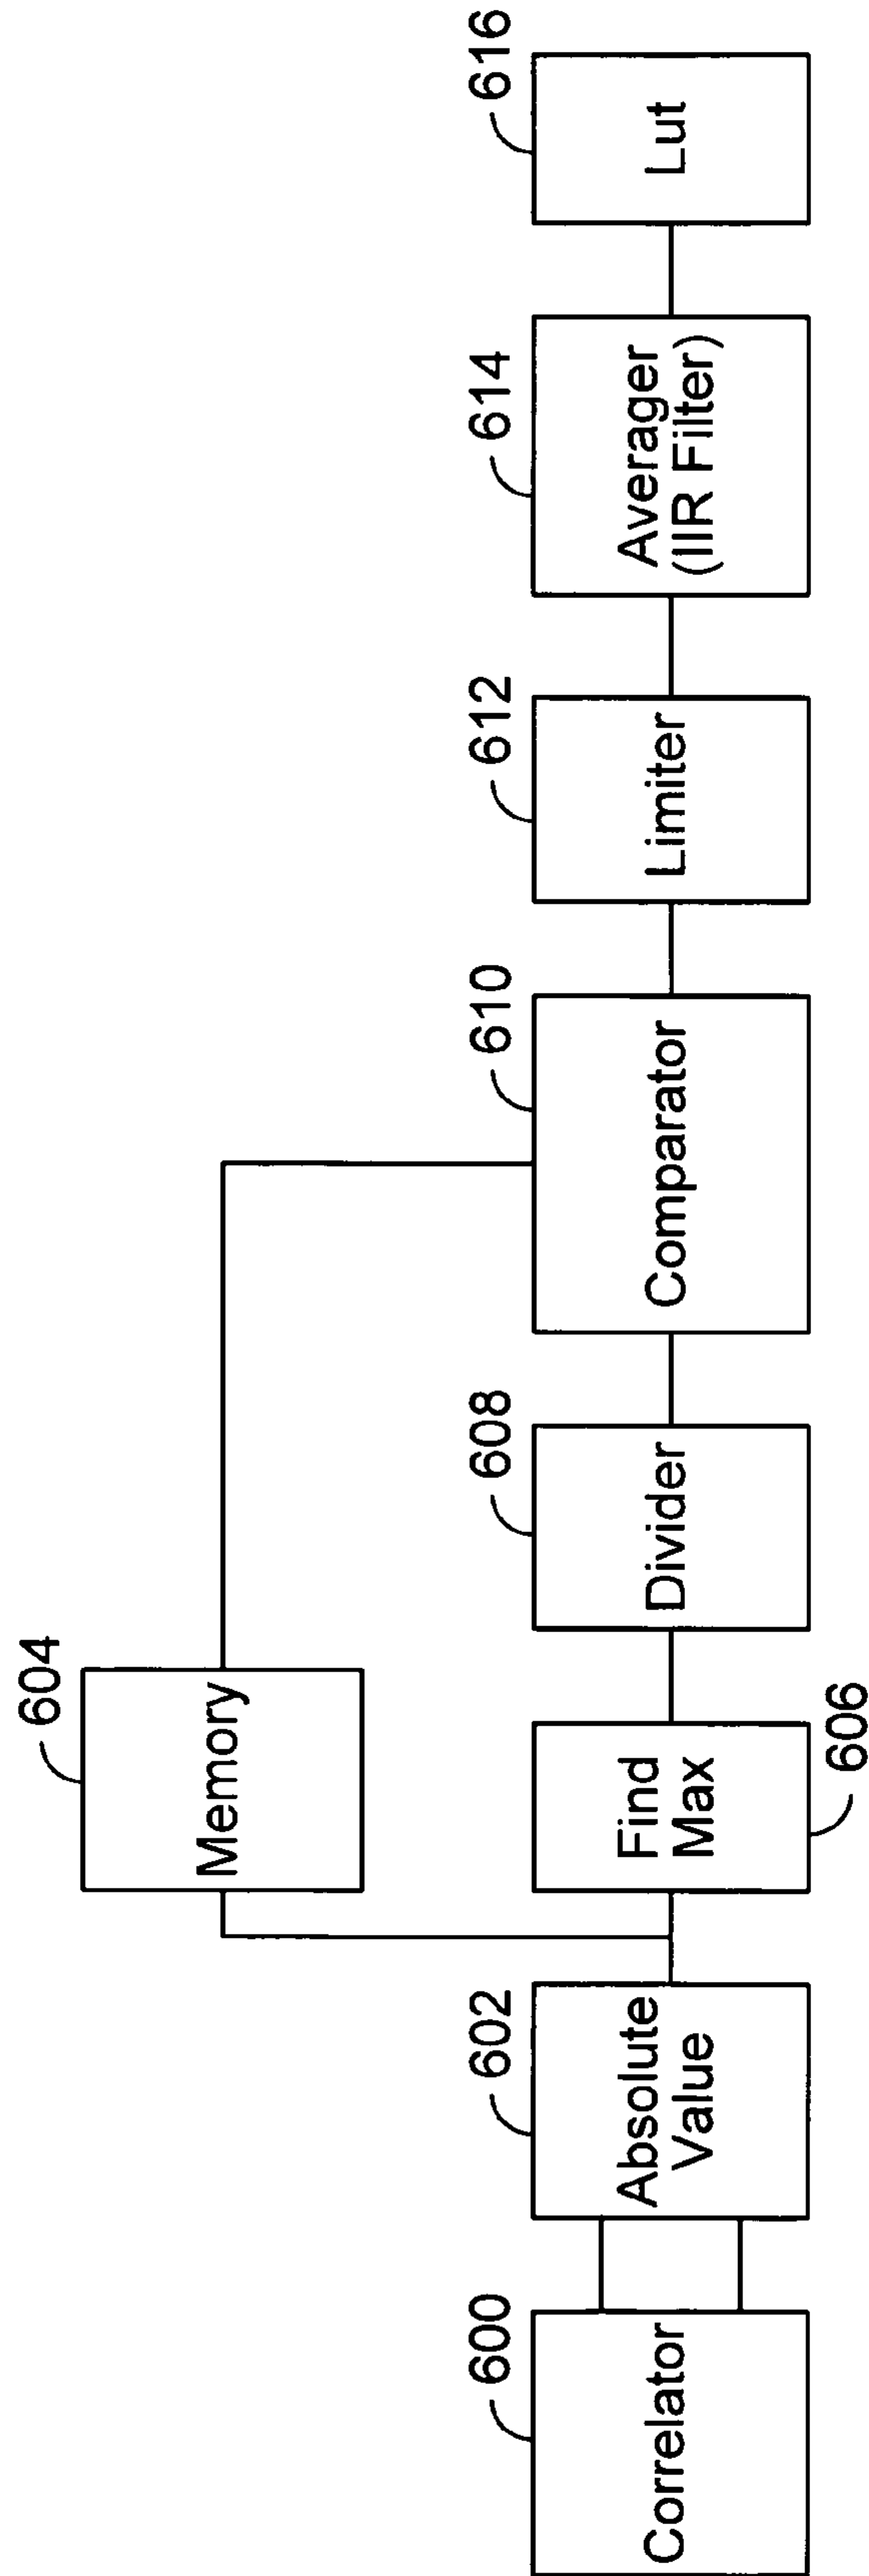 604
Memory
600
Correlator
602
Absolute
Value
Find
Max
606
608
Divider
610
Comparator
612
Limiter
614
Averager
(IIR Filter)
616
Lut